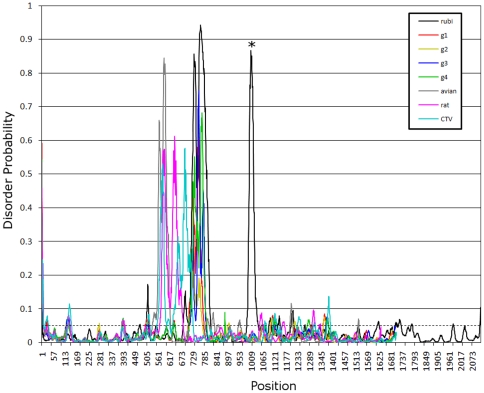 1
0.9
0.8
0.7
0.6
0.5
0.4
0.3
0.2
0.1
0
Disorder Probability
*
rubi
g1
g2
g3
g4
avian
rat
CTV
1 57 113 169 225 281 337 393 449 505 561 617 673 729 785 841 897 953 1009 1065 1121 1177 1233 1289 1345 1401 1457 1513 1569 1625 1681 1737 1793 1849 1905 1961 2017 2073
Position